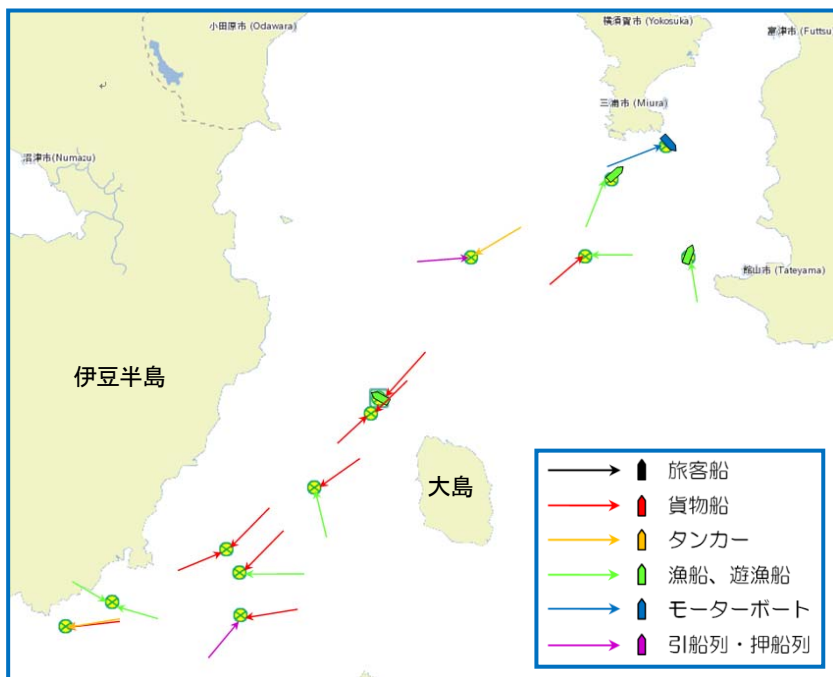 小田原市 (Odawara)
横須賀市 (Yokosuka)
富津市 (Futtsu)
三浦市 (Miura)
沼津市(Numazu)
館山市 (Tateyama)
伊豆半島
大島
旅客船
貨物船
タンカー
漁船、遊漁船
モーターボート
引船列・押船列